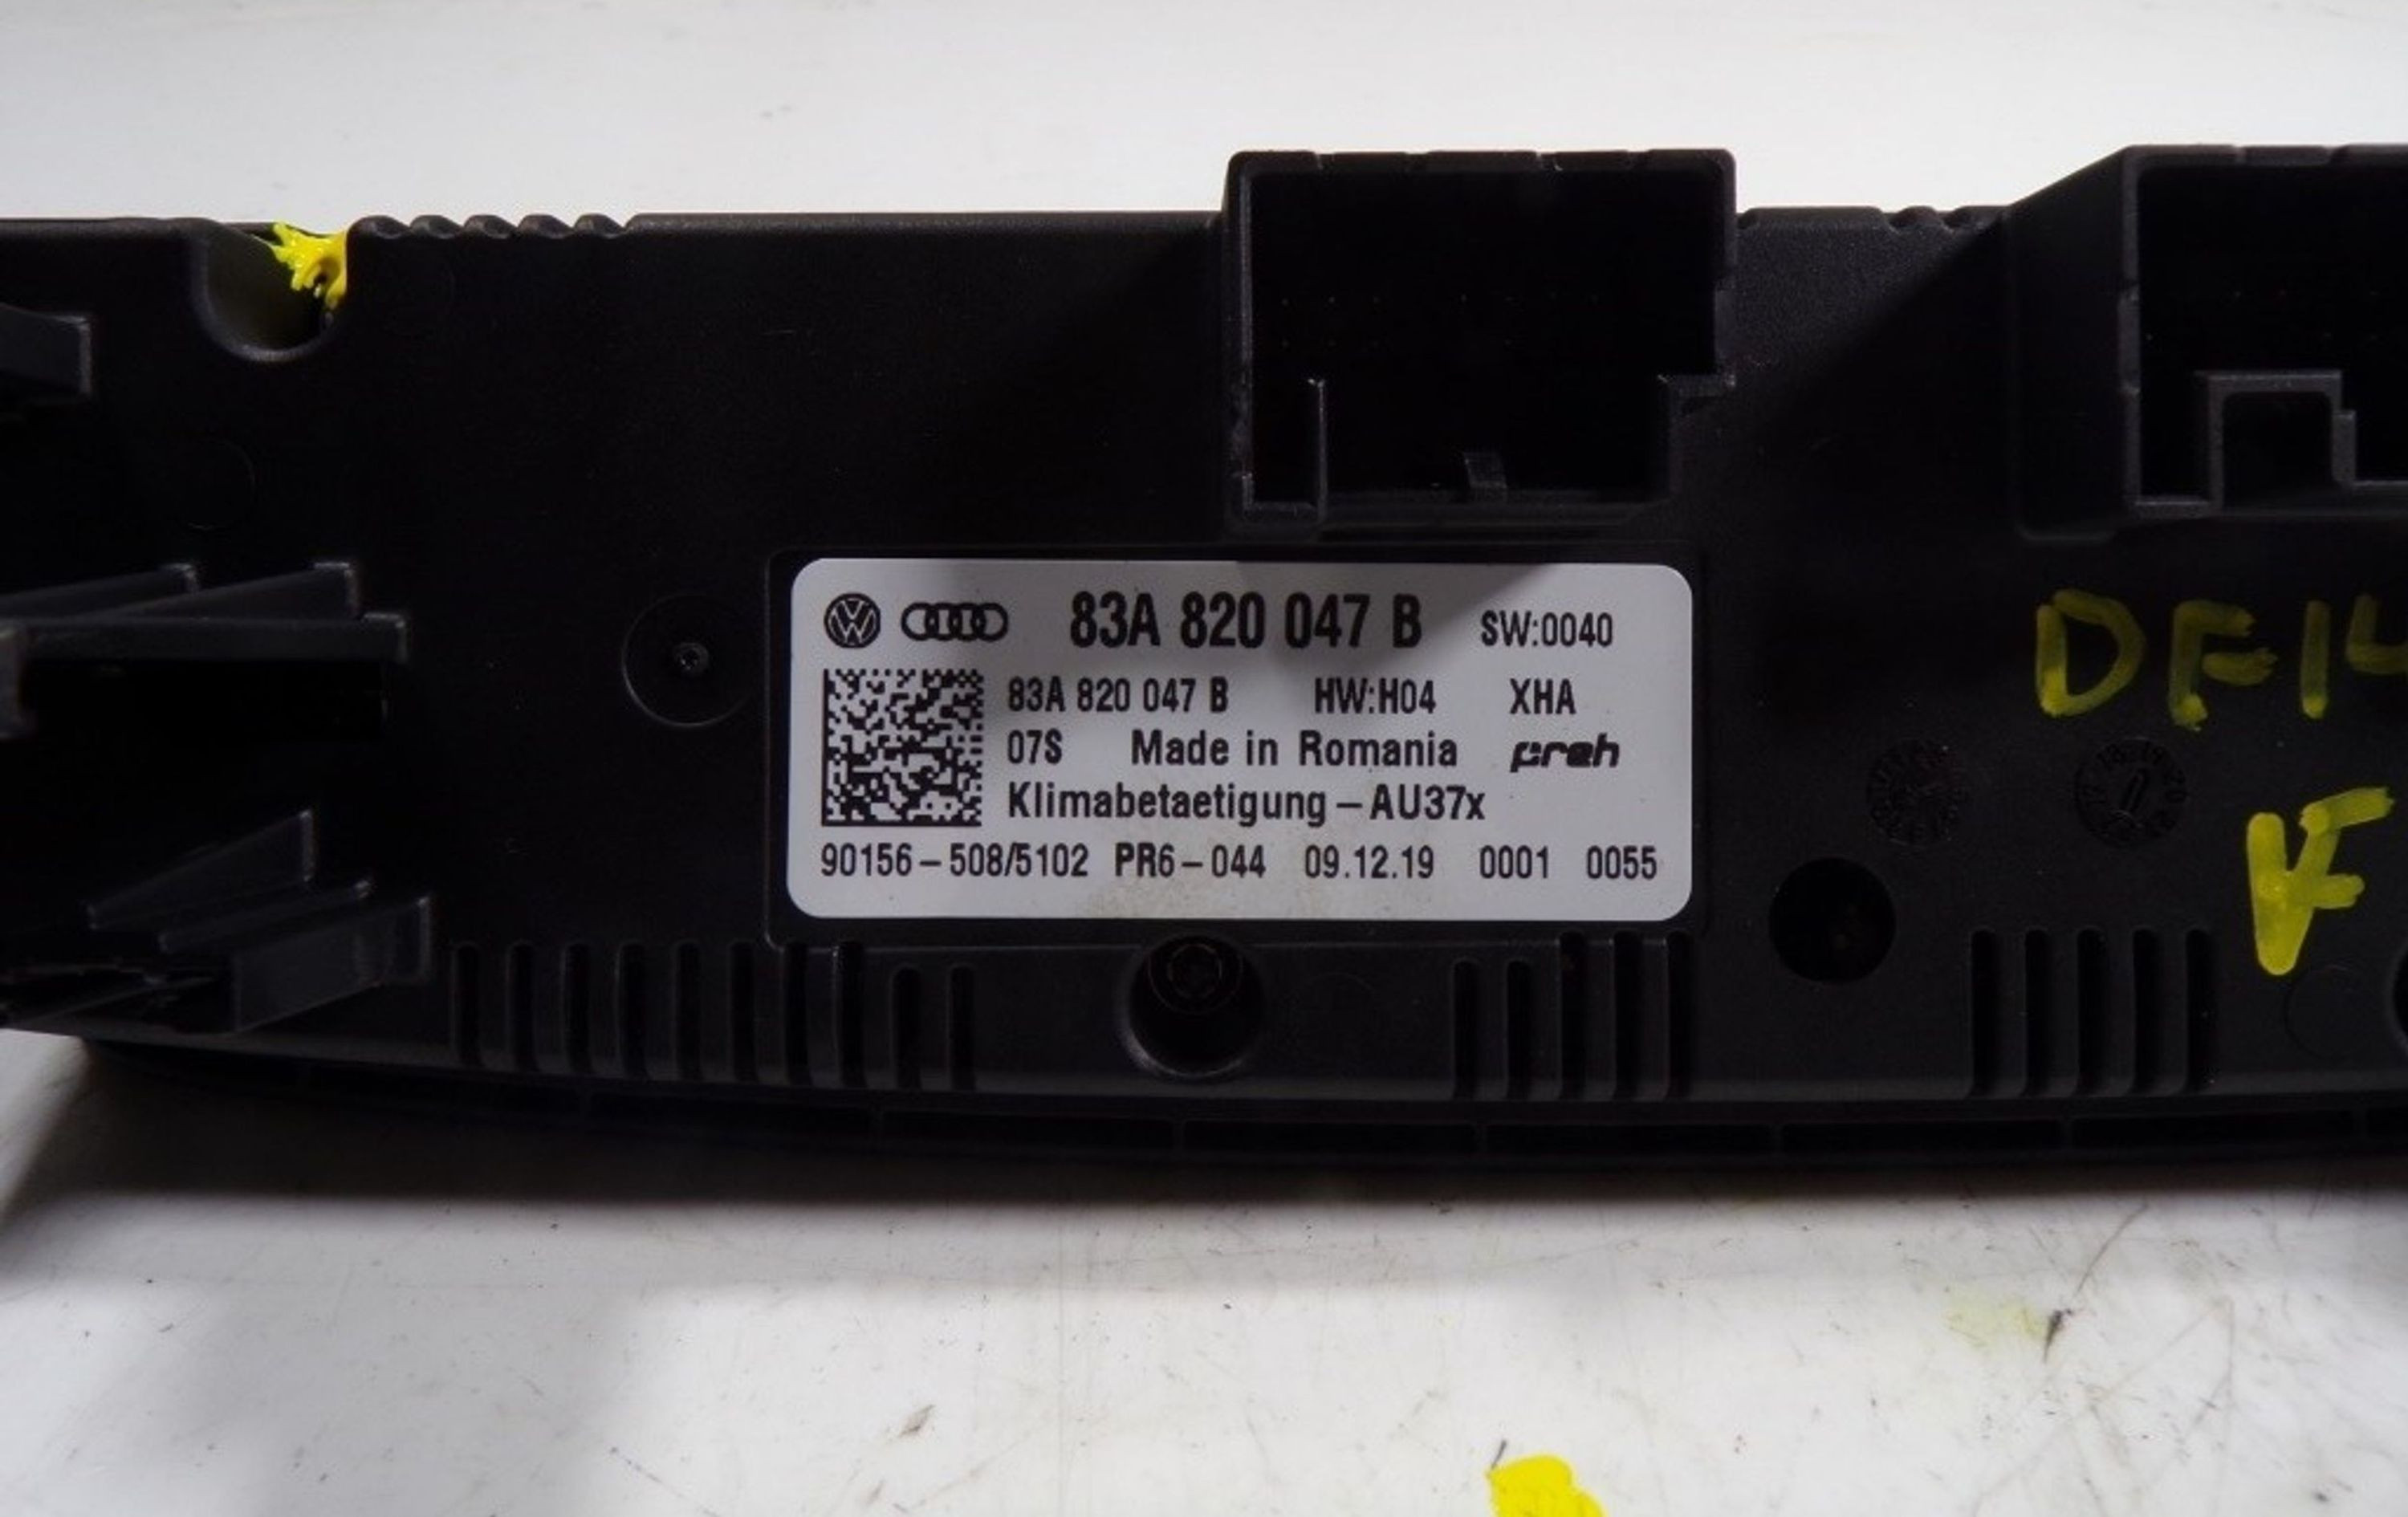 83A 820 047 B SW:0040
83A 820 047 B HW:H04 XHA
07S Made in Romania preh
Klimabetaetigung-AU37x
90156-508/5102 PR6-044 09.12.19 0001 0055
DF14